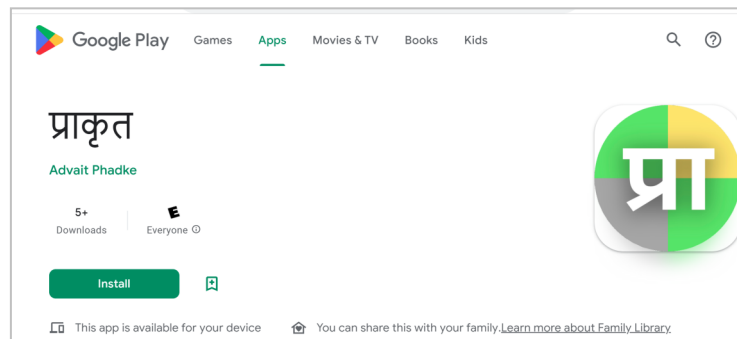 Google Play Games Apps Movies & TV Books Kids
प्राकृत
Advait Phadke
प्रा
5+
Downloads
E
Everyone
Install
This app is available for your device
You can share this with your family.Learn more about Family Library